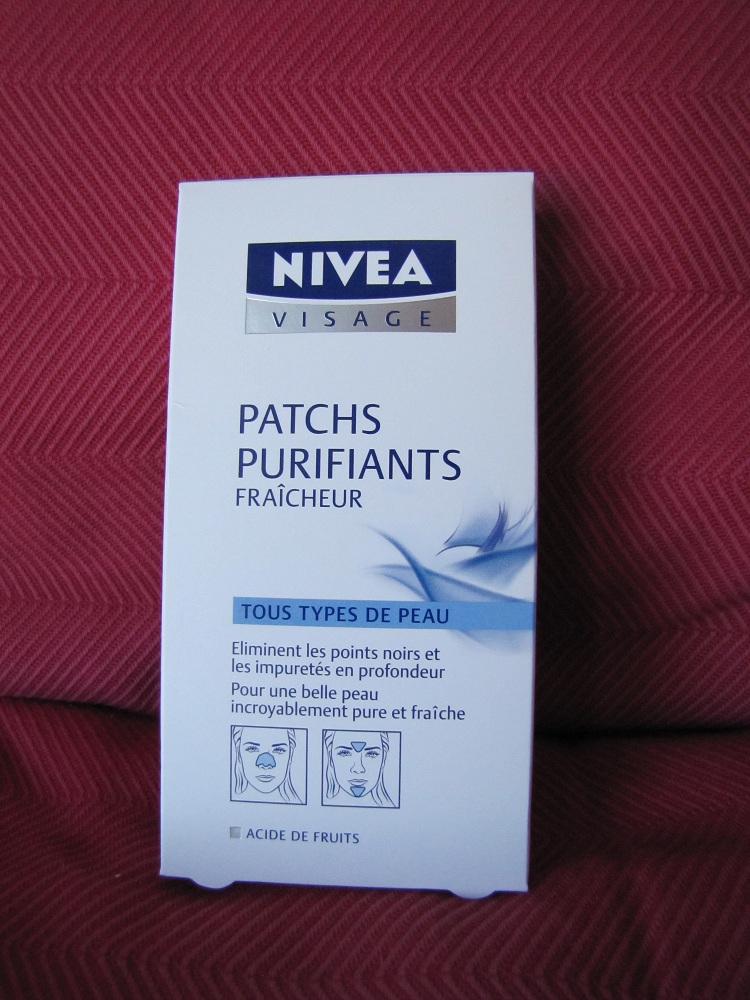 NIVEA
VISAGE
PATCHS
PURIFIANTS
FRAÎCHEUR
TOUS TYPES DE PEAU
Eliminent les points noirs et
les impuretés en profondeur
Pour une belle peau
incroyablement pure et fraîche
ACIDE DE FRUITS